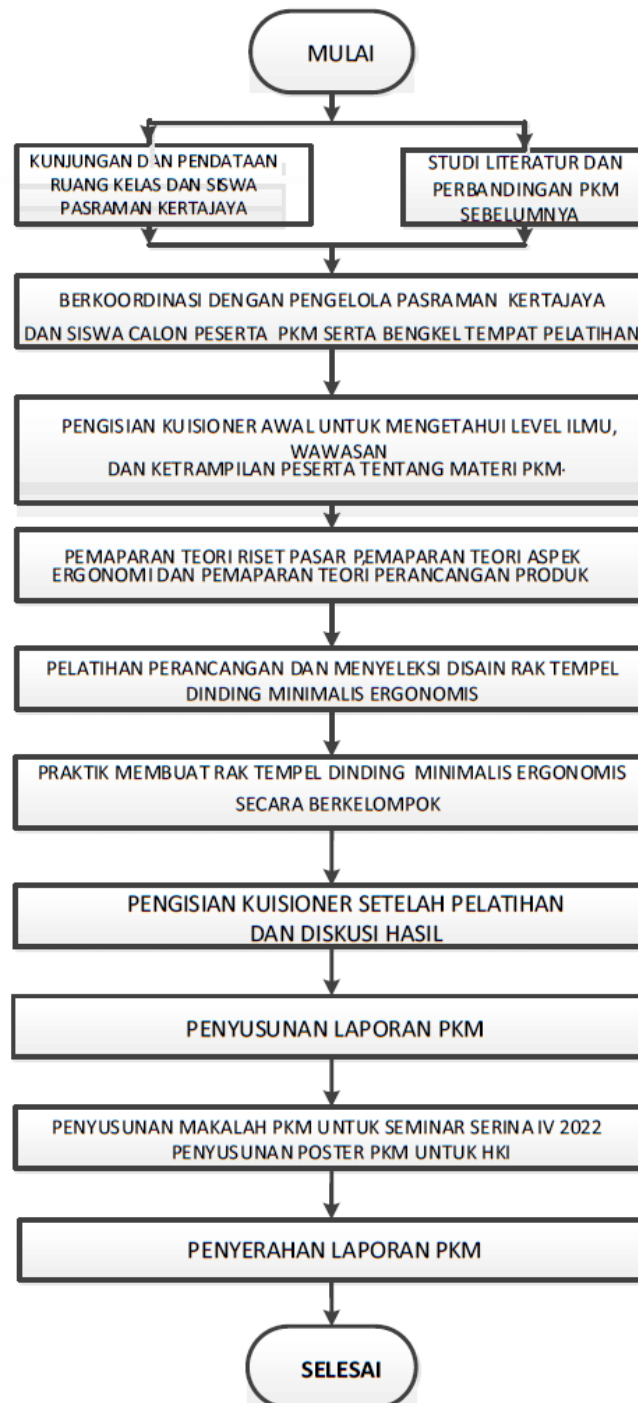 MULAI
KUNJUNGAN DAN PENDATAAN
RUANG KELAS DAN SISWA
PASRAMAN KERTAJAYA
STUDI LITERATUR DAN
PERBANDINGAN PKM
SEBELUMNYA
BERKOORDINASI DENGAN PENGELOLA PASRAMAN KERTAJAYA
DAN SISWA CALON PESERTA PKM SERTA BENGKEL TEMPAT PELATIHAN
PENGISIAN KUISIONER AWAL UNTUK MENGETAHUI LEVEL ILMU,
WAWASAN
DAN KETRAMPILAN PESERTA TENTANG MATERI PKM.
PEMAPARAN TEORI RISET PASAR P,EMAPARAN TEORI ASPEK
ERGONOMI DAN PEMAPARAN TEORI PERANCANGAN PRODUK
PELATIHAN PERANCANGAN DAN MENYELEKSI DISAIN RAK TEMPEL
DINDING MINIMALIS ERGONOMIS
PRAKTIK MEMBUAT RAK TEMPEL DINDING MINIMALIS ERGONOMIS
SECARA BERKELOMPOK
PENGISIAN KUISIONER SETELAH PELATIHAN
DAN DISKUSI HASIL
PENYUSUNAN LAPORAN PKM
PENYUSUNAN MAKALAH PKM UNTUK SEMINAR SERINA IV 2022
PENYUSUNAN POSTER PKM UNTUK HKI
PENYERAHAN LAPORAN PKM
SELESAI